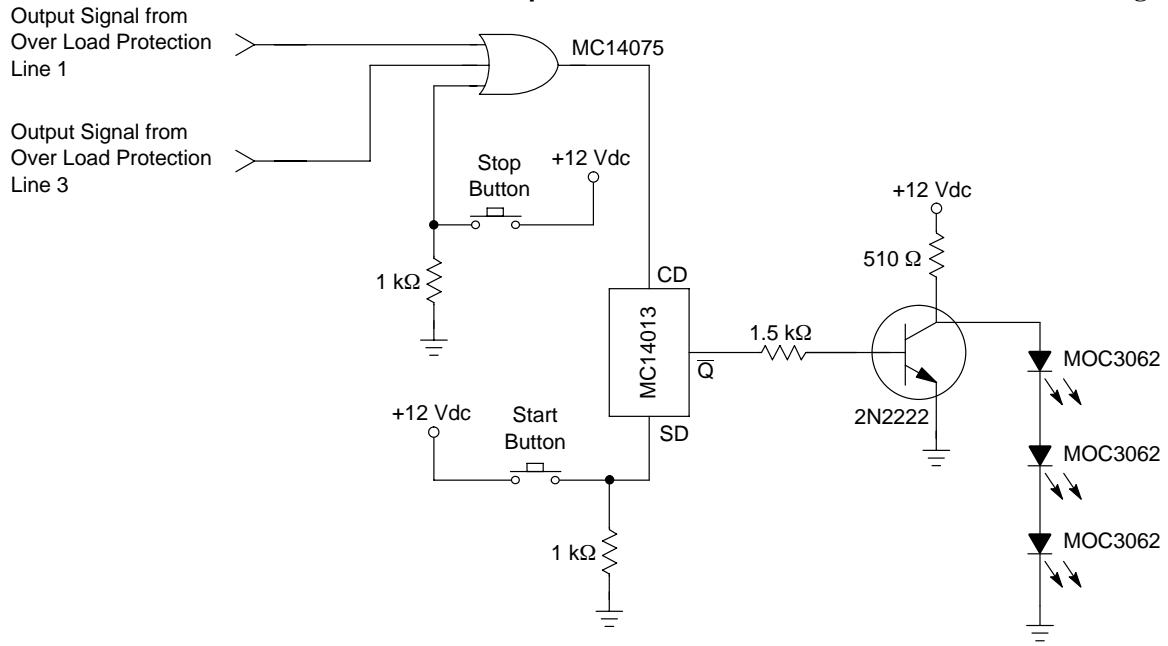 Output Signal from
Over Load Protection
Line 1
MC14075
Output Signal from
Over Load Protection
Line 3
Stop
Button
+12 Vdc
1 kΩ
CD
MC14013
Q̅
SD
+12 Vdc
Start
Button
1 kΩ
1.5 kΩ
+12 Vdc
510 Ω
2N2222
MOC3062
MOC3062
MOC3062